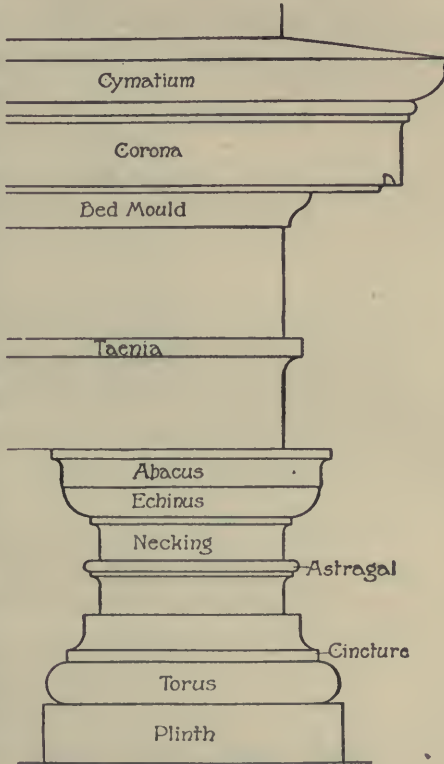 Cymatium
Corona
Bed Mould
Taenia
Abacus
Echinus
Necking
Astragal
Cincture
Torus
Plinth